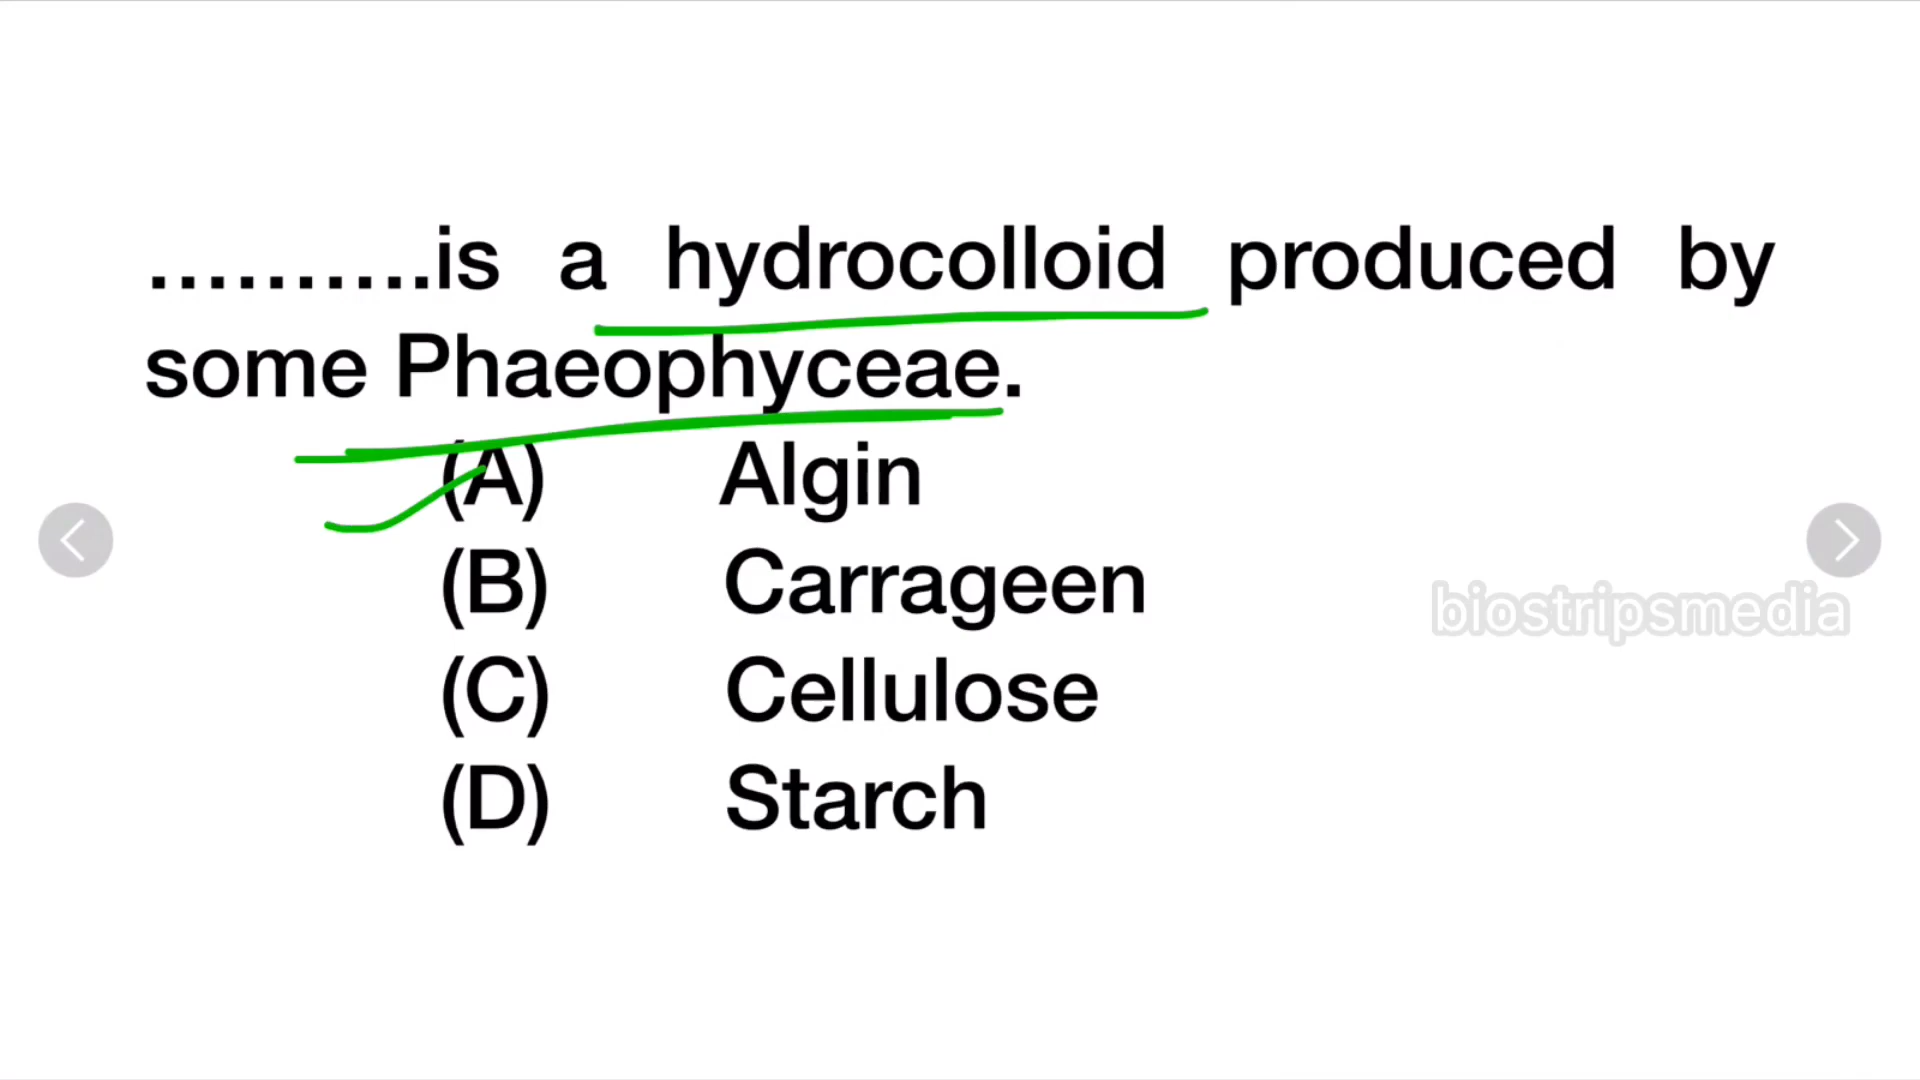 ..........is a hydrocolloid produced by
some Phaeophyceae.
(A) Algin
(B) Carrageen
(C) Cellulose
(D) Starch
biostripsmedia